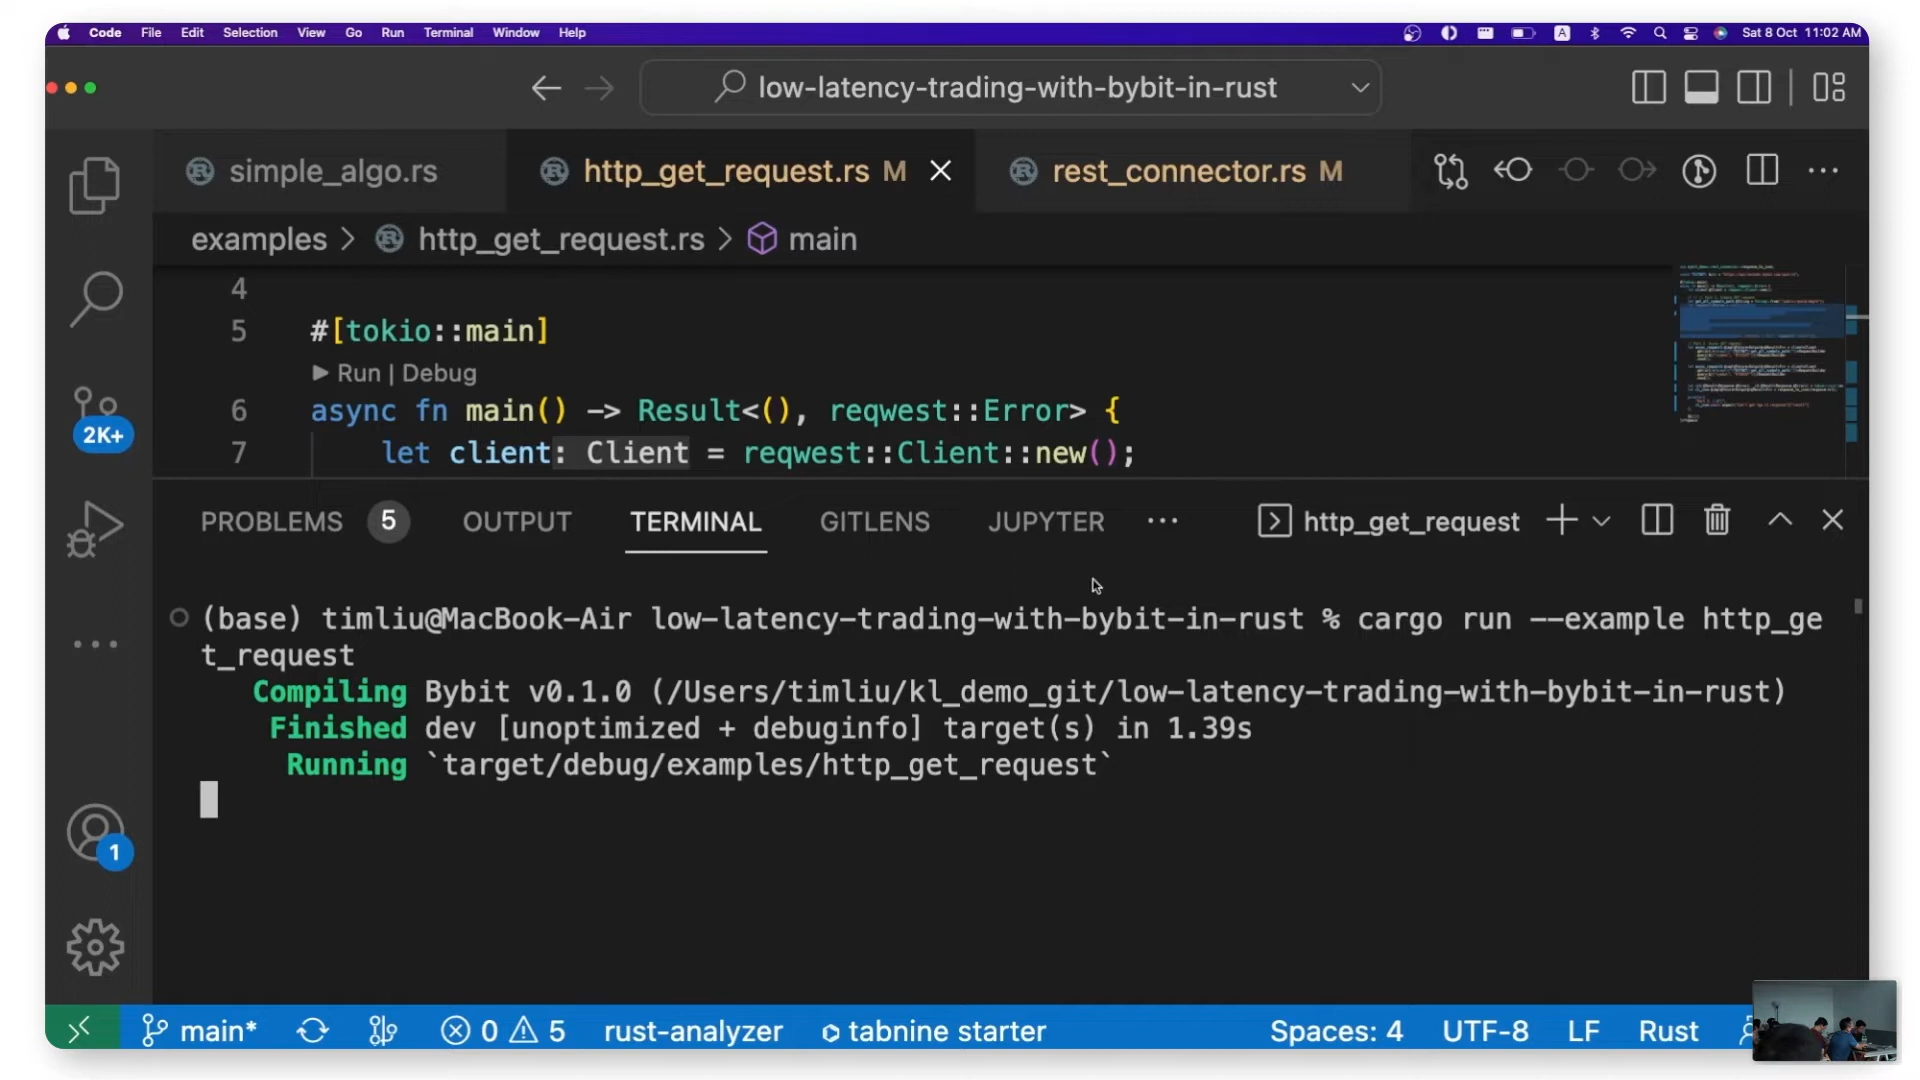 Code File Edit Selection View Go Run Terminal Window Help A Sat 8 Oct 11:02 AM
low-latency-trading-with-bybit-in-rust
simple_algo.rs http_get_request.rs M rest_connector.rs M
examples > http_get_request.rs > main
4
5 #[tokio::main]
Run | Debug
6 async fn main() -> Result<(), reqwest::Error> {
7 let client: Client = reqwest::Client::new();
2K+
PROBLEMS 5 OUTPUT TERMINAL GITLENS JUPYTER ... http_get_request
(base) timliu@MacBook-Air low-latency-trading-with-bybit-in-rust % cargo run --example http_ge
t_request
Compiling Bybit v0.1.0 (/Users/timliu/kl_demo_git/low-latency-trading-with-bybit-in-rust)
Finished dev [unoptimized + debuginfo] target(s) in 1.39s
Running `target/debug/examples/http_get_request`
1
main* 0 5 rust-analyzer tabnine starter Spaces: 4 UTF-8 LF Rust